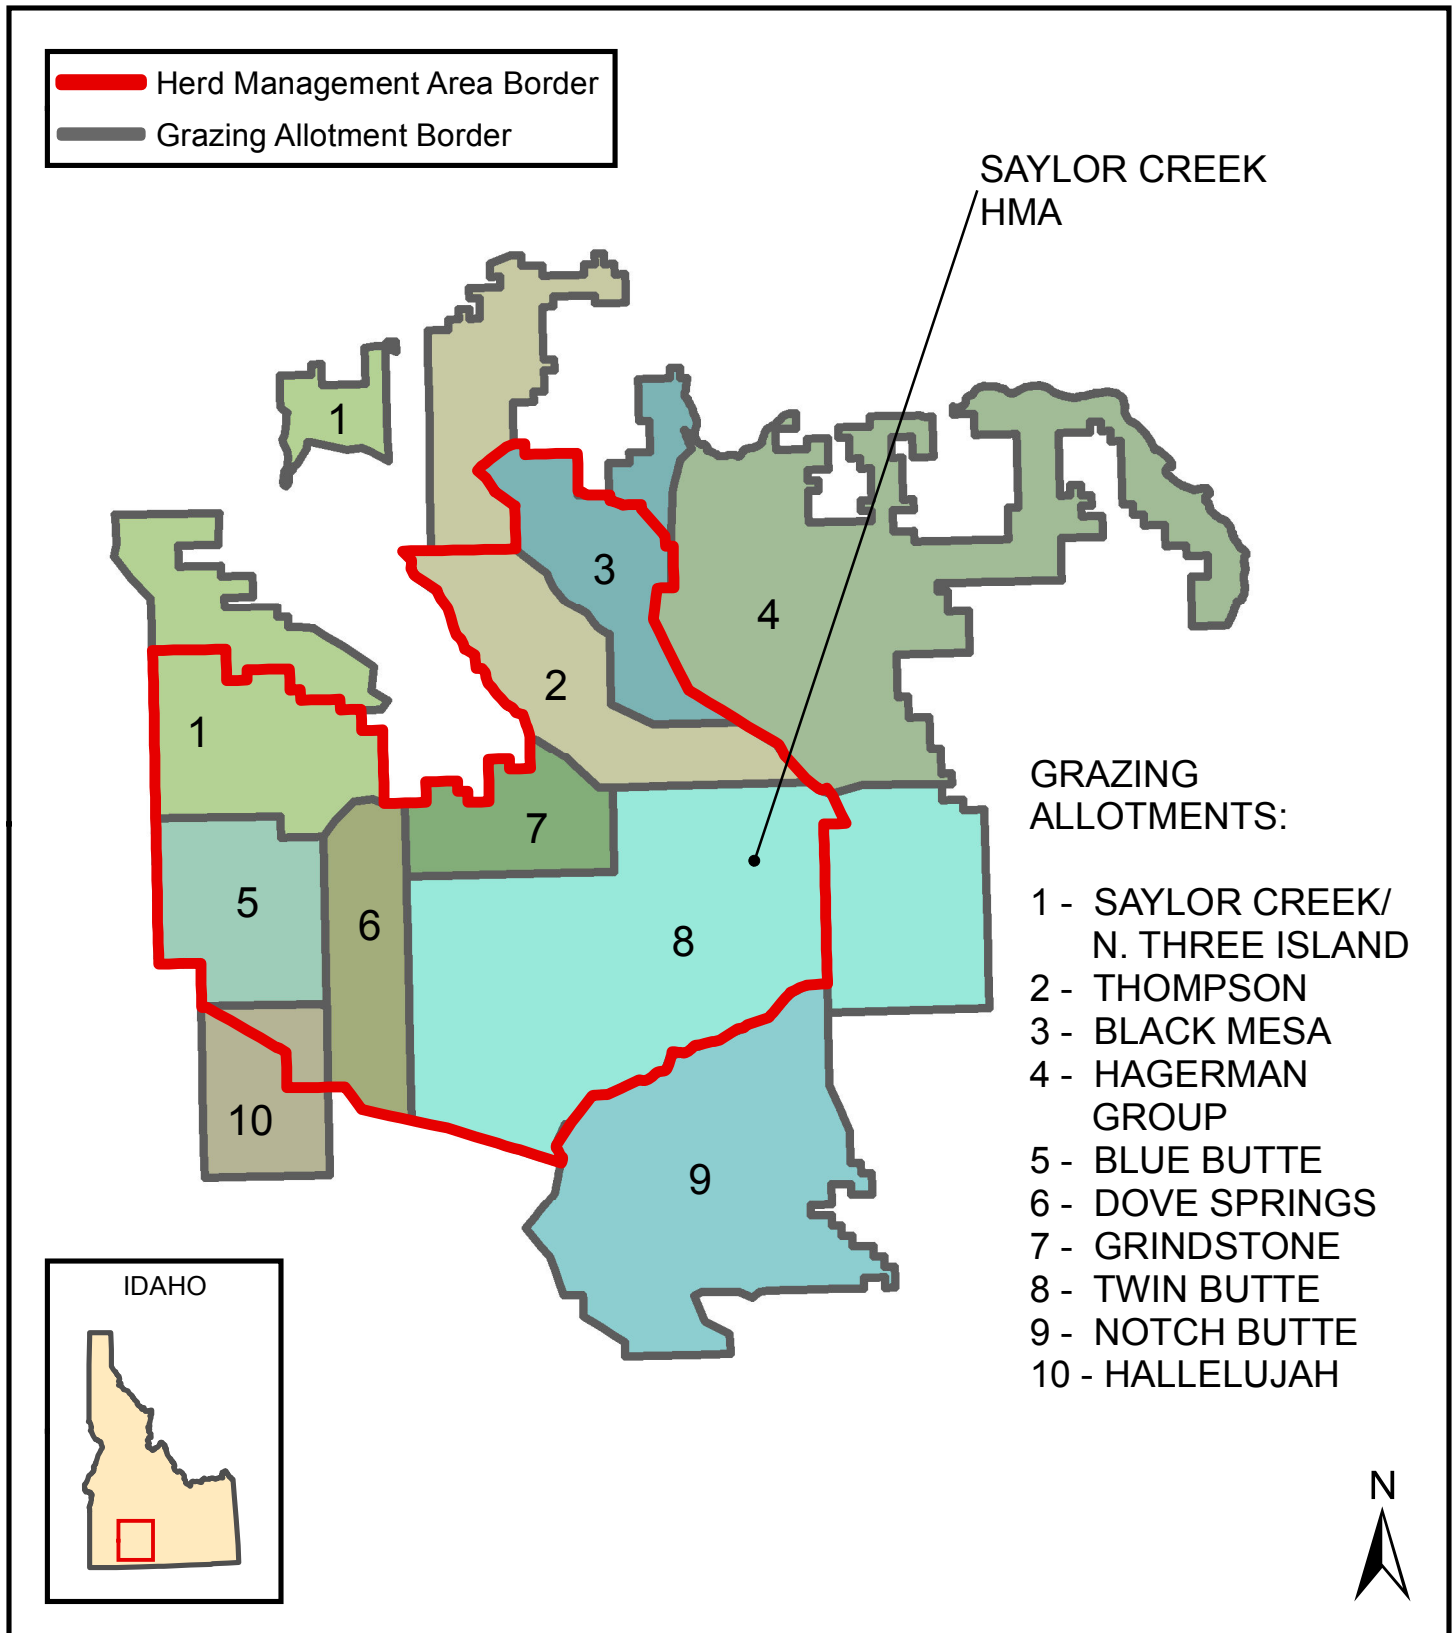 Herd Management Area Border
Grazing Allotment Border
SAYLOR CREEK
HMA
1
3
4
2
1
7
5
6
8
10
9
GRAZING
ALLOTMENTS:
1 - SAYLOR CREEK/
N. THREE ISLAND
2 - THOMPSON
3 - BLACK MESA
4 - HAGERMAN
GROUP
5 - BLUE BUTTE
6 - DOVE SPRINGS
7 - GRINDSTONE
8 - TWIN BUTTE
9 - NOTCH BUTTE
10 - HALLELUJAH
IDAHO
N